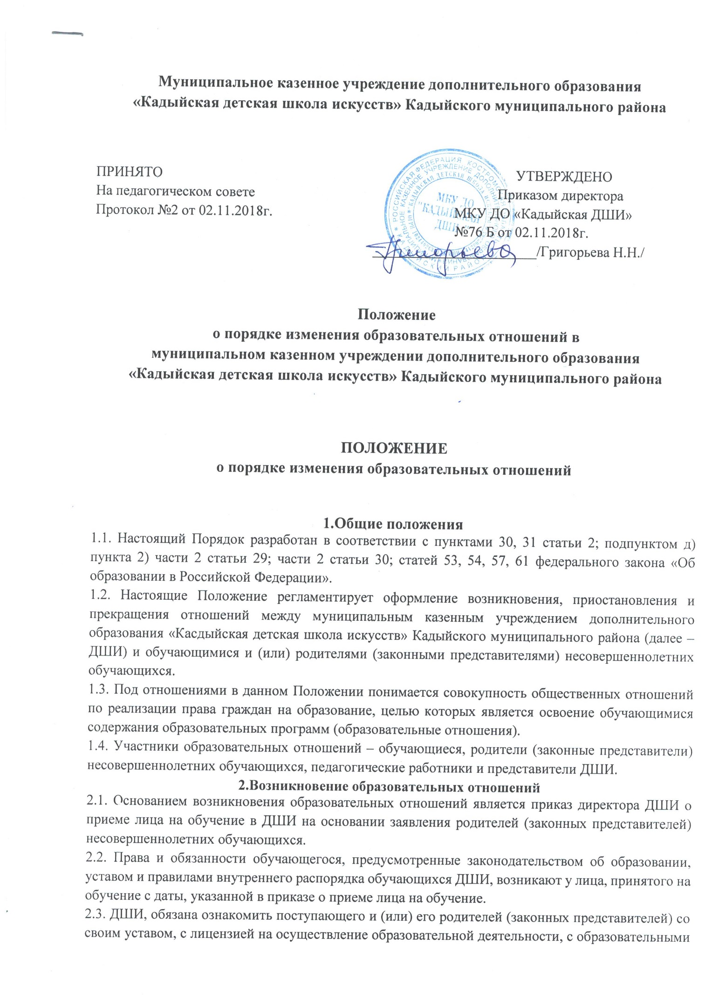 Муниципальное казенное учреждение дополнительного образования
«Кадыйская детская школа искусств» Кадыйского муниципального района
ПРИНЯТО
На педагогическом совете
Протокол №2 от 02.11.2018г.
УТВЕРЖДЕНО
Приказом директора
МКУ ДО «Кадыйская ДШИ»
№76 Б от 02.11.2018г.
Григорьева /Григорьева Н.Н./
РОССИЙСКАЯ ФЕДЕРАЦИЯ КОСТРОМСКАЯ
КАЗЕННОЕ УЧРЕЖДЕНИЕ
"КАДЫЙСКАЯ ДЕТСКАЯ ШКОЛА
МКУ ДО
"КАДЫЙСКАЯ
ДШИ"
Положение
о порядке изменения образовательных отношений в
муниципальном казенном учреждении дополнительного образования
«Кадыйская детская школа искусств» Кадыйского муниципального района
ПОЛОЖЕНИЕ
о порядке изменения образовательных отношений
1.Общие положения
1.1. Настоящий Порядок разработан в соответствии с пунктами 30, 31 статьи 2; подпунктом д)
пункта 2) части 2 статьи 29; части 2 статьи 30; статей 53, 54, 57, 61 федерального закона «Об
образовании в Российской Федерации».
1.2. Настоящие Положение регламентирует оформление возникновения, приостановления и
прекращения отношений между муниципальным казенным учреждением дополнительного
образования «Касдыйская детская школа искусств» Кадыйского муниципального района (далее –
ДШИ) и обучающимися и (или) родителями (законными представителями) несовершеннолетних
обучающихся.
1.3. Под отношениями в данном Положении понимается совокупность общественных отношений
по реализации права граждан на образование, целью которых является освоение обучающимися
содержания образовательных программ (образовательные отношения).
1.4. Участники образовательных отношений – обучающиеся, родители (законные представители)
несовершеннолетних обучающихся, педагогические работники и представители ДШИ.
2.Возникновение образовательных отношений
2.1. Основанием возникновения образовательных отношений является приказ директора ДШИ о
приеме лица на обучение в ДШИ на основании заявления родителей (законных представителей)
несовершеннолетних обучающихся.
2.2. Права и обязанности обучающегося, предусмотренные законодательством об образовании,
уставом и правилами внутреннего распорядка обучающихся ДШИ, возникают у лица, принятого на
обучение с даты, указанной в приказе о приеме лица на обучение.
2.3. ДШИ, обязана ознакомить поступающего и (или) его родителей (законных представителей) со
своим уставом, с лицензией на осуществление образовательной деятельности, с образовательными